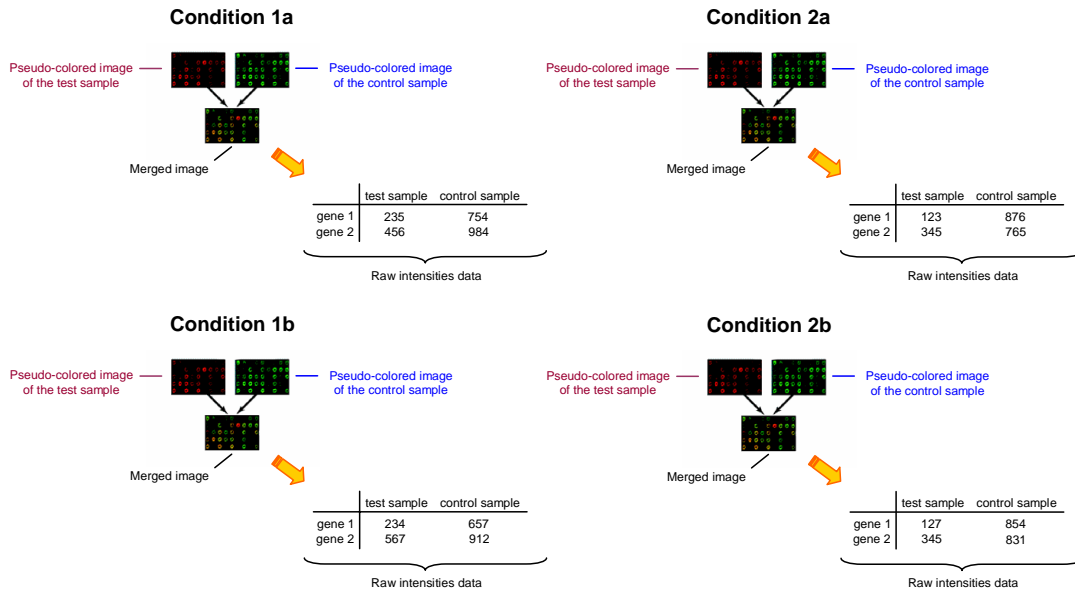 Condition 1a
Pseudo-colored image
of the test sample
Pseudo-colored image
of the control sample
Merged image
test sample control sample
gene 1 235 754
gene 2 456 984
Raw intensities data
Condition 2a
Pseudo-colored image
of the test sample
Pseudo-colored image
of the control sample
Merged image
test sample control sample
gene 1 123 876
gene 2 345 765
Raw intensities data
Condition 1b
Pseudo-colored image
of the test sample
Pseudo-colored image
of the control sample
Merged image
test sample control sample
gene 1 234 657
gene 2 567 912
Raw intensities data
Condition 2b
Pseudo-colored image
of the test sample
Pseudo-colored image
of the control sample
Merged image
test sample control sample
gene 1 127 854
gene 2 345 831
Raw intensities data